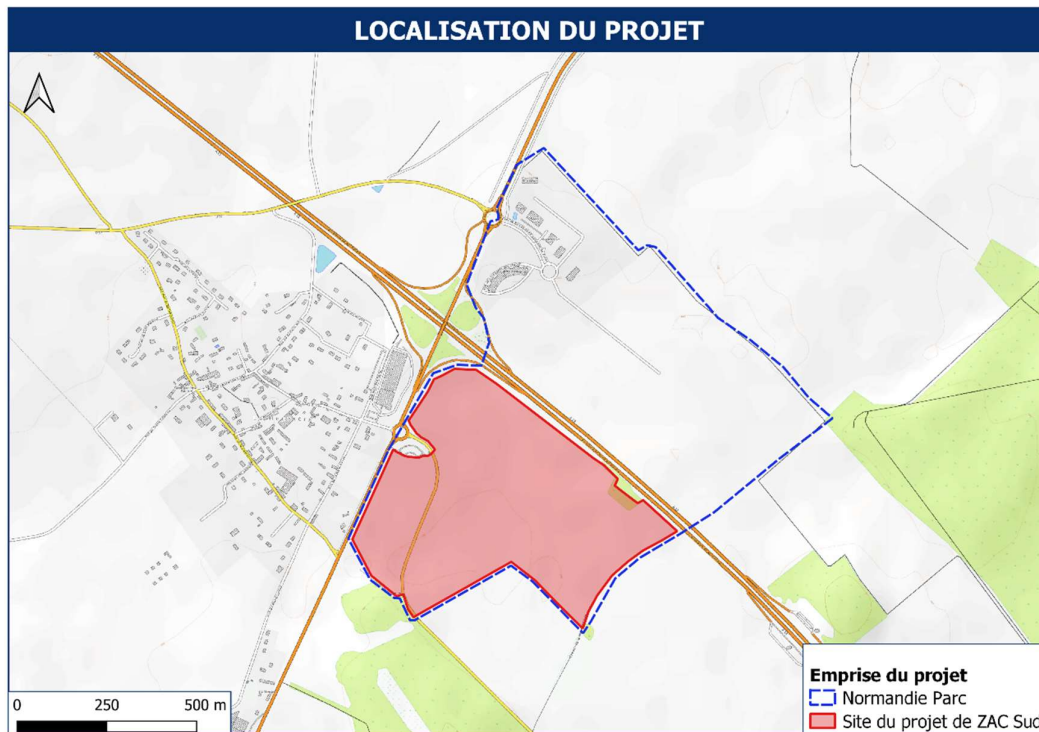 LOCALISATION DU PROJET
0 250 500 m
Emprise du projet
Normandie Parc
Site du projet de ZAC Sud